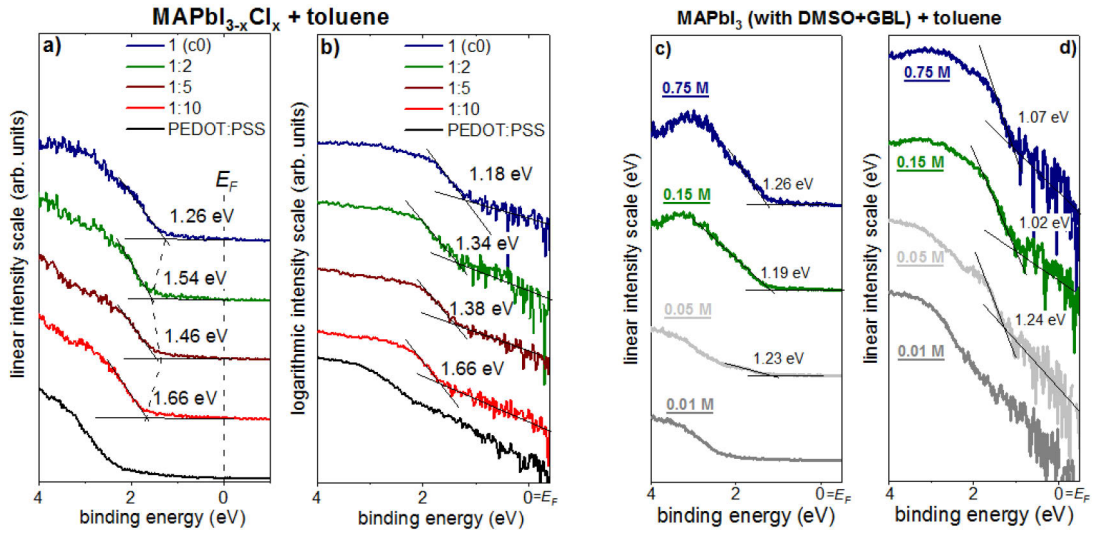 MAPbI3-xClx + toluene
MAPbI3 (with DMSO+GBL) + toluene
a)
1 (c0)
1:2
1:5
1:10
PEDOT:PSS
EF
1.26 eV
1.54 eV
1.46 eV
1.66 eV
linear intensity scale (arb. units)
4 2 0
binding energy (eV)
b)
1 (c0)
1:2
1:5
1:10
PEDOT:PSS
1.18 eV
1.34 eV
1.38 eV
1.66 eV
logarithmic intensity scale (arb. units)
4 2 0=EF
binding energy (eV)
c)
0.75 M
1.26 eV
0.15 M
1.19 eV
0.05 M
1.23 eV
0.01 M
linear intensity scale (eV)
4 2 0=EF
binding energy (eV)
d)
0.75 M
1.07 eV
0.15 M
1.02 eV
0.05 M
1.24 eV
0.01 M
linear intensity scale (eV)
4 2 0=EF
binding energy (eV)